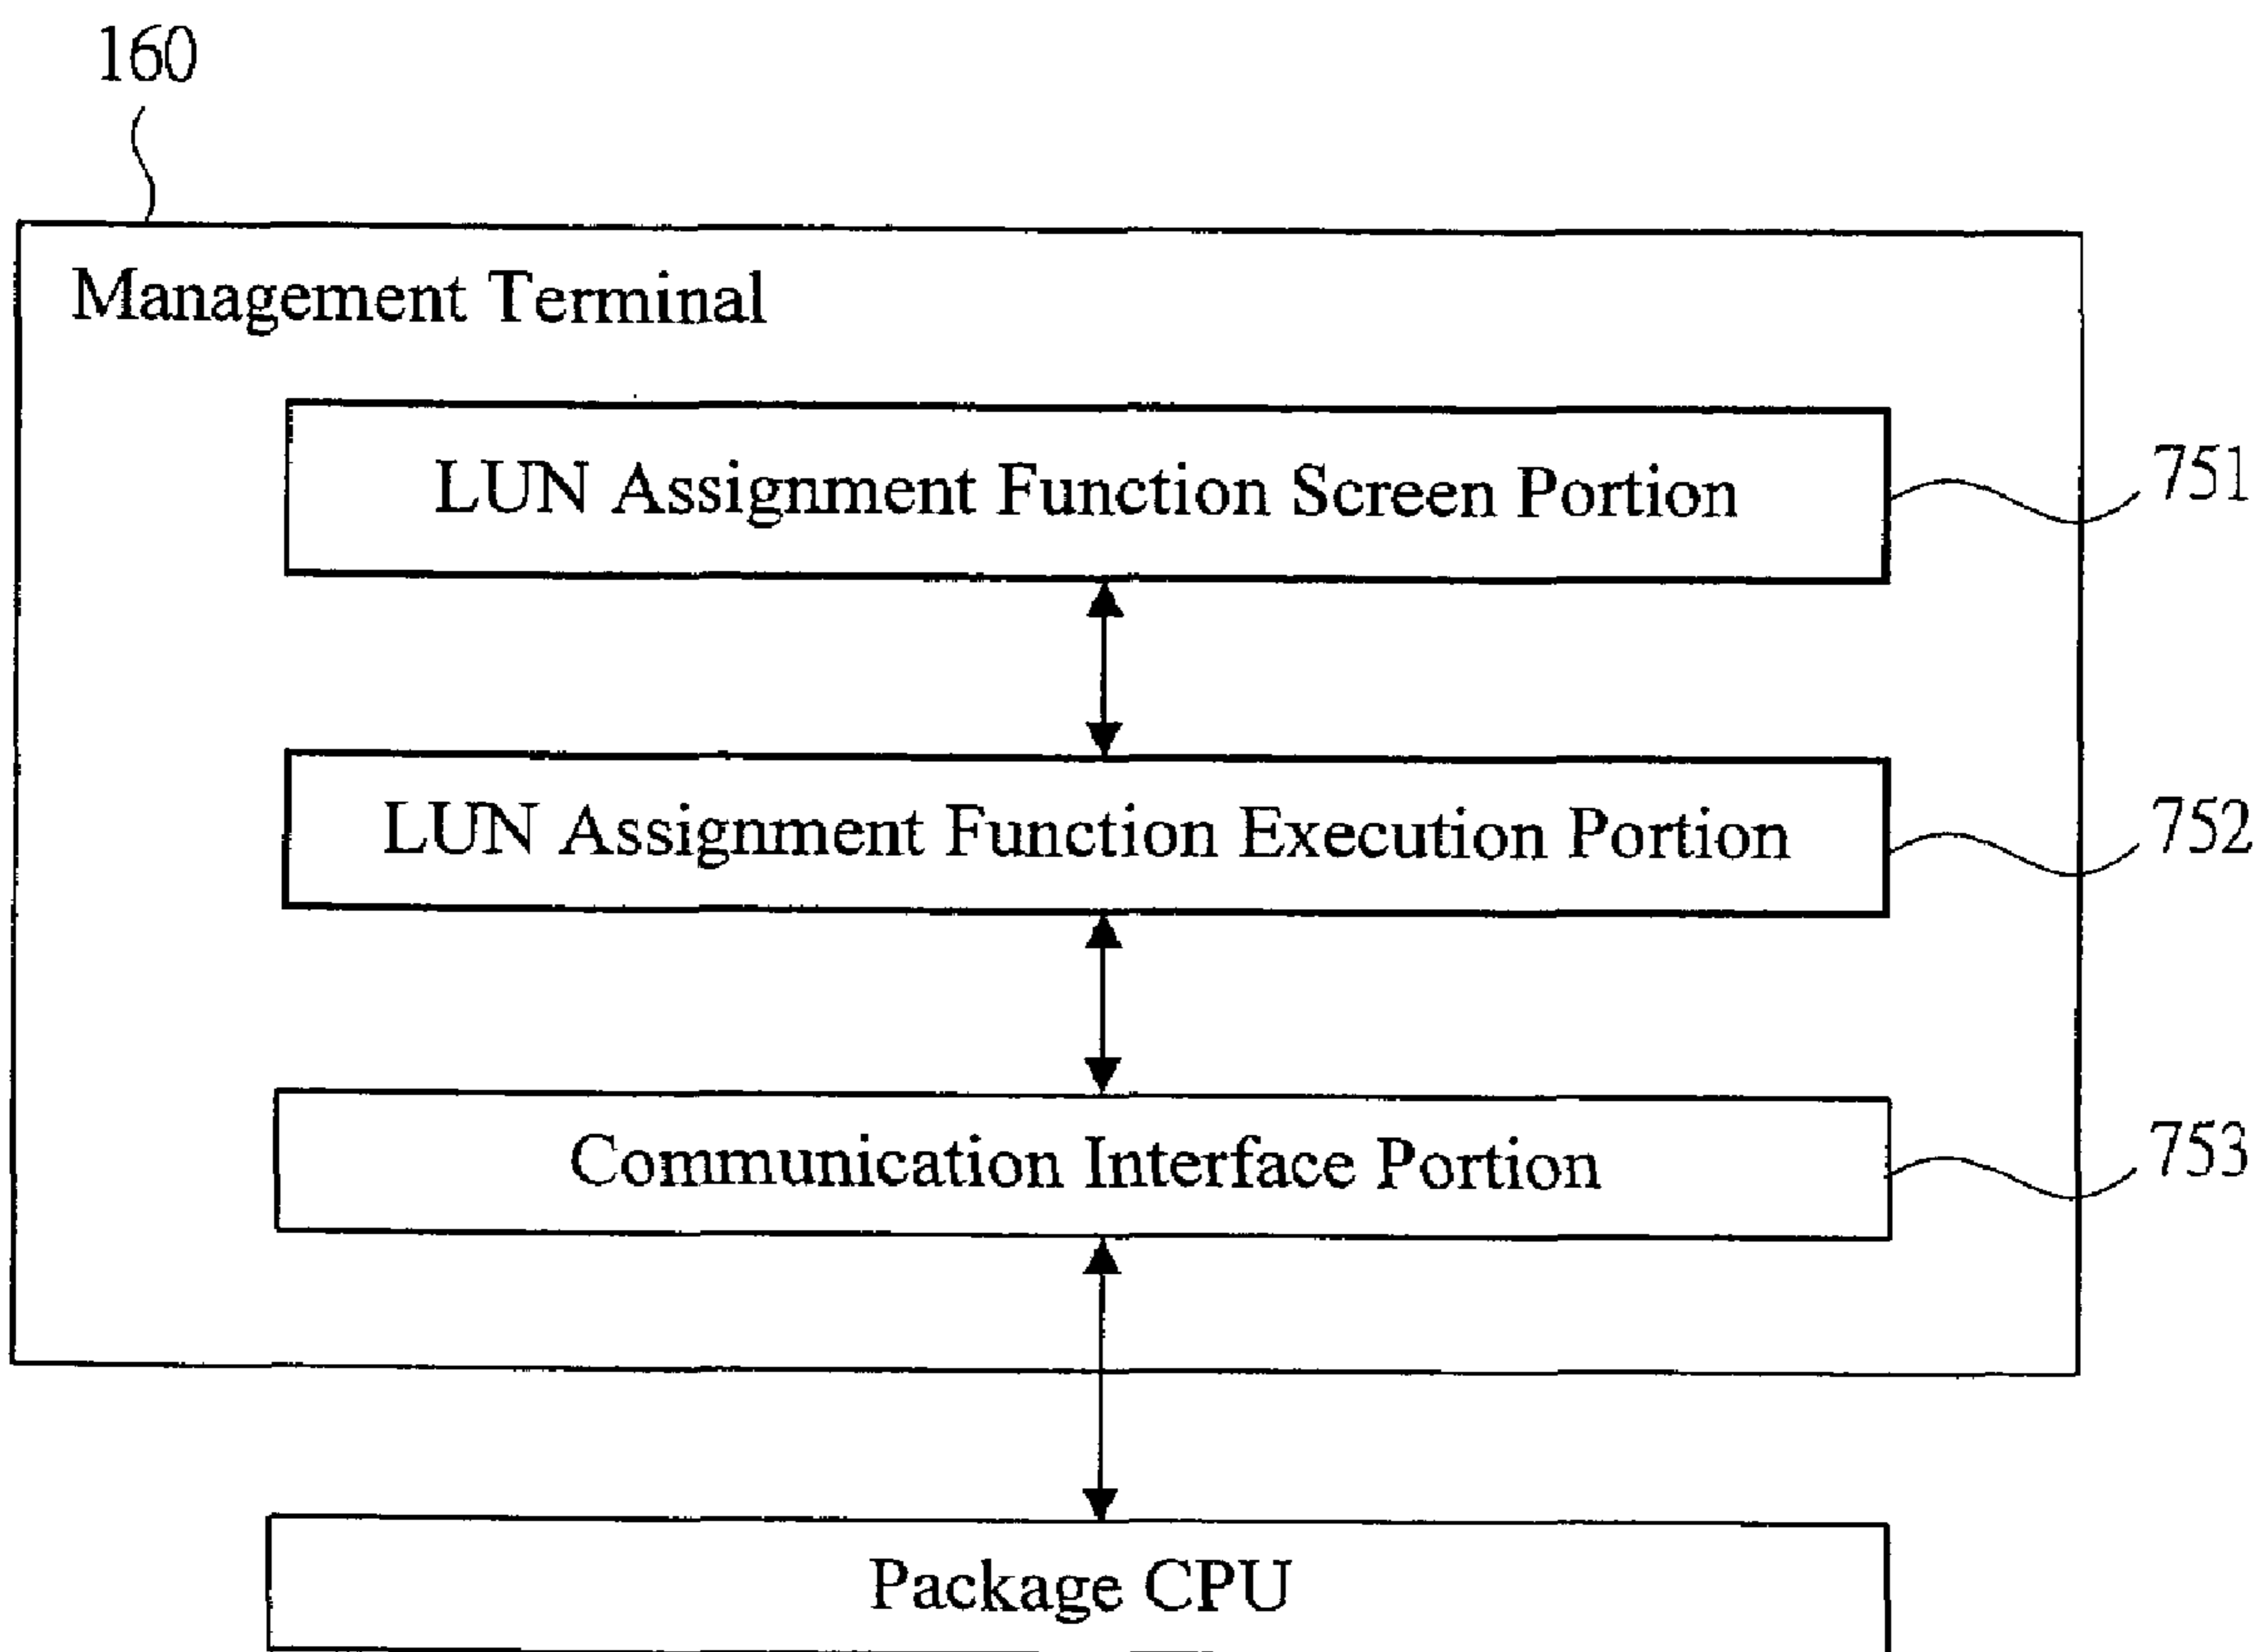 160
Management Terminal
LUN Assignment Function Screen Portion
751
LUN Assignment Function Execution Portion
752
Communication Interface Portion
753
Package CPU